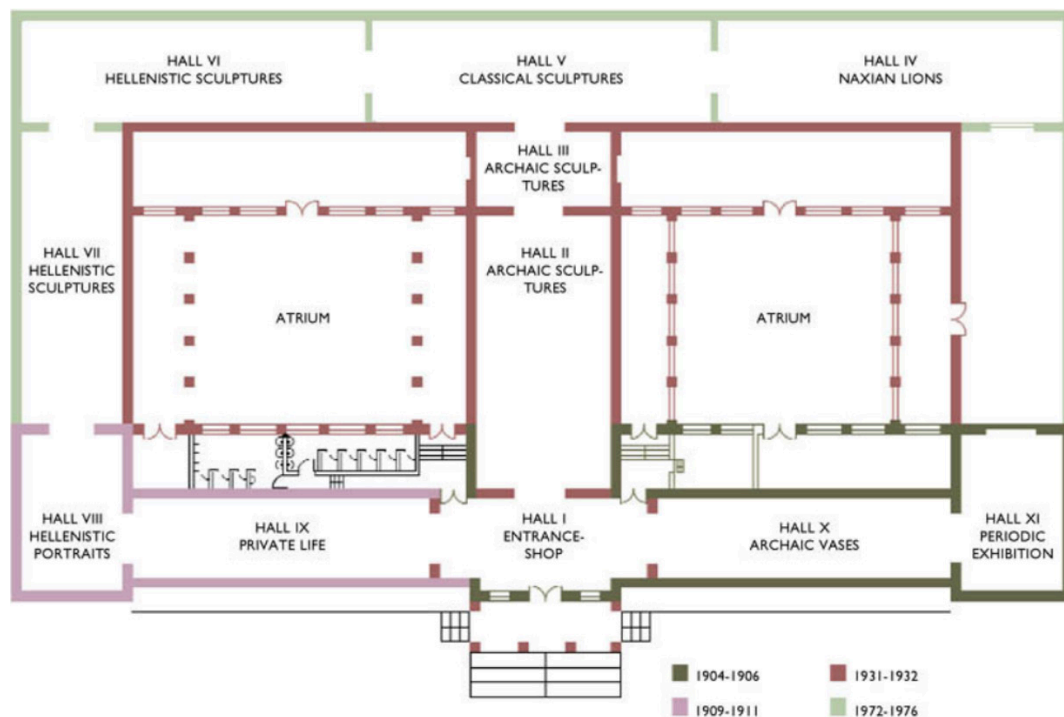 HALL VI
HELLENISTIC SCULPTURES
HALL V
CLASSICAL SCULPTURES
HALL IV
NAXIAN LIONS
HALL III
ARCHAIC SCULP-
TURES
HALL VII
HELLENISTIC
SCULPTURES
HALL II
ARCHAIC SCULP-
TURES
ATRIUM
ATRIUM
HALL VIII
HELLENISTIC
PORTRAITS
HALL IX
PRIVATE LIFE
HALL I
ENTRANCE-
SHOP
HALL X
ARCHAIC VASES
HALL XI
PERIODIC
EXHIBITION
1904-1906
1931-1932
1909-1911
1972-1976